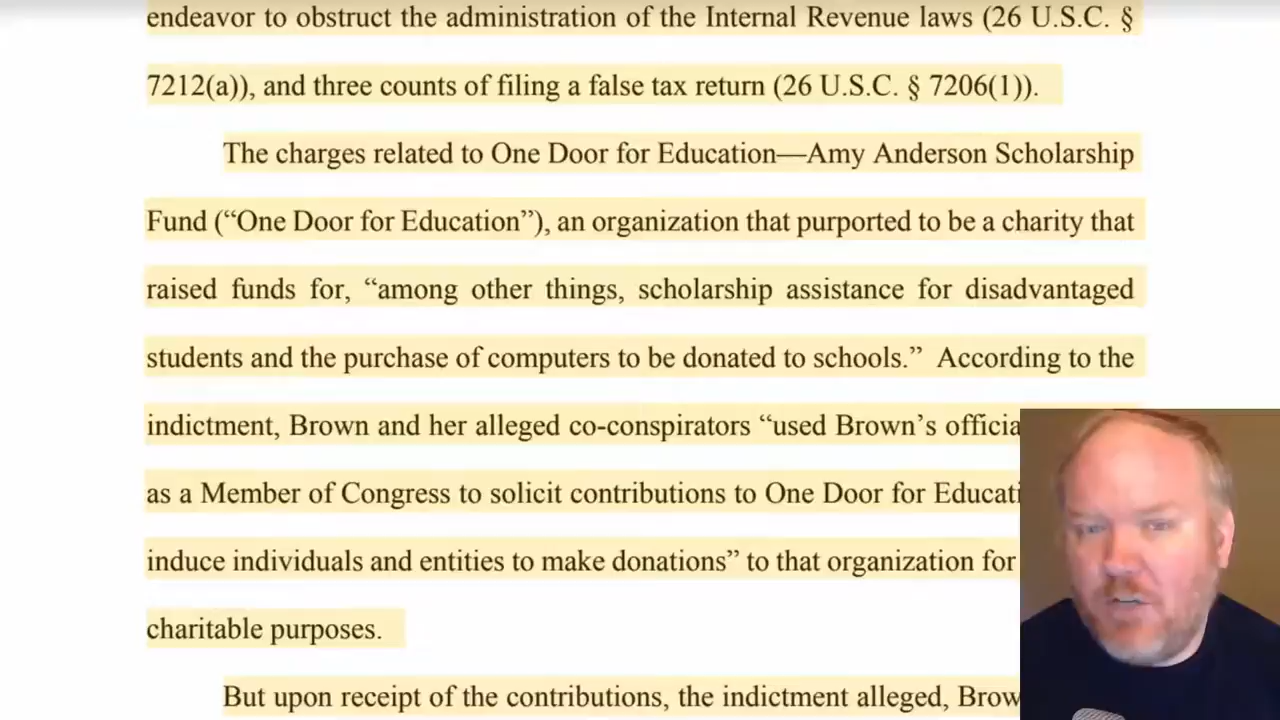 endeavor to obstruct the administration of the Internal Revenue laws (26 U.S.C. §
7212(a)), and three counts of filing a false tax return (26 U.S.C. § 7206(1)).
The charges related to One Door for Education—Amy Anderson Scholarship
Fund (“One Door for Education”), an organization that purported to be a charity that
raised funds for, “among other things, scholarship assistance for disadvantaged
students and the purchase of computers to be donated to schools.” According to the
indictment, Brown and her alleged co-conspirators “used Brown’s officia
as a Member of Congress to solicit contributions to One Door for Educati
induce individuals and entities to make donations” to that organization for
charitable purposes.
But upon receipt of the contributions, the indictment alleged, Brow